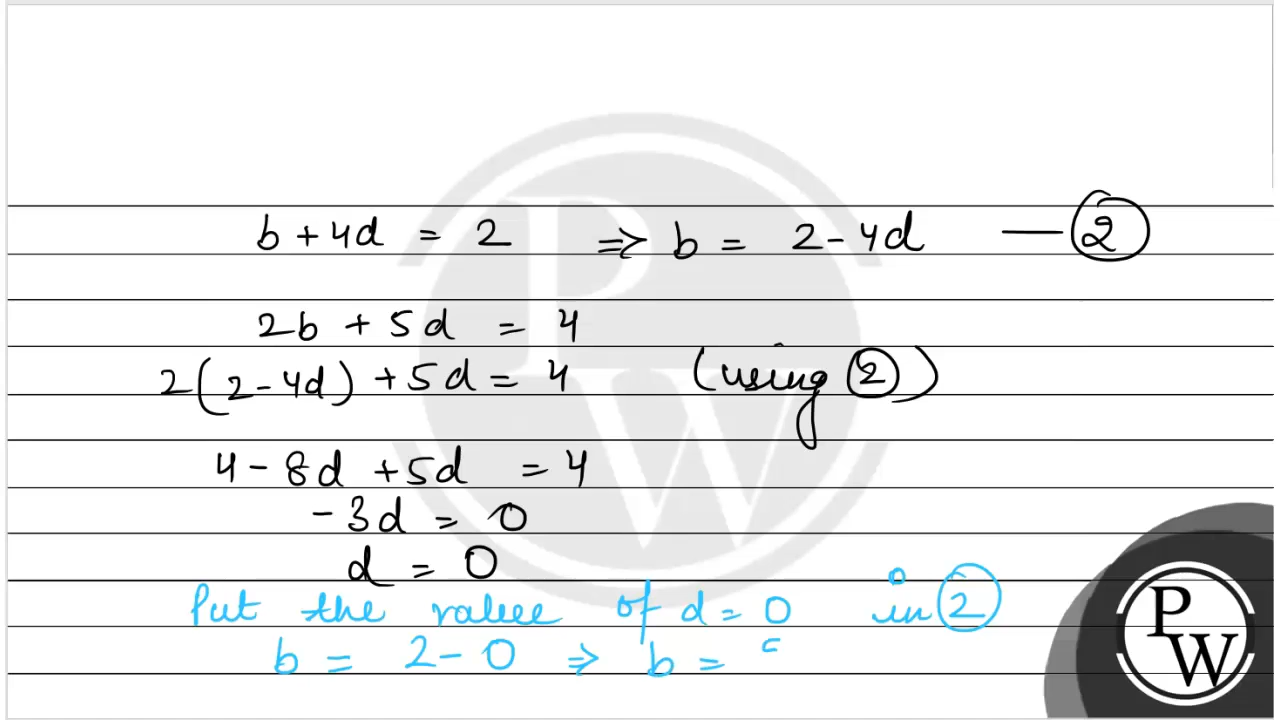 b + 4d = 2 ⇒ b = 2 - 4d — ②
2b + 5d = 4
2(2 - 4d) + 5d = 4 (using ②)
4 - 8d + 5d = 4
- 3d = 0
d = 0
Put the value of d = 0 in ②
b = 2 - 0 ⇒ b =
P
W
P
W